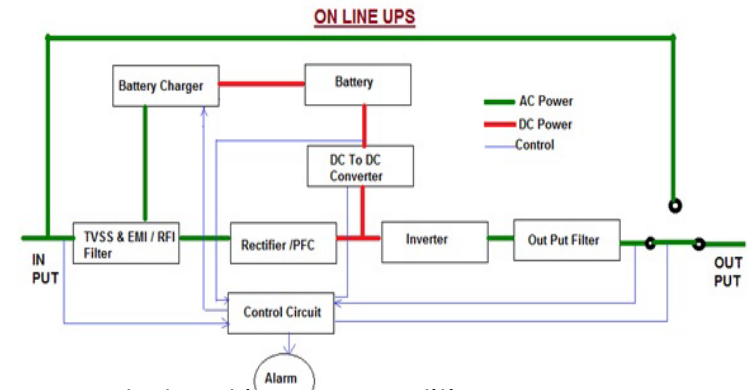 ON LINE UPS
Battery Charger
Battery
AC Power
DC Power
Control
DC To DC
Converter
TVSS & EMI / RFI
Filter
Rectifier /PFC
Inverter
Out Put Filter
IN
PUT
OUT
PUT
Control Circuit
Alarm